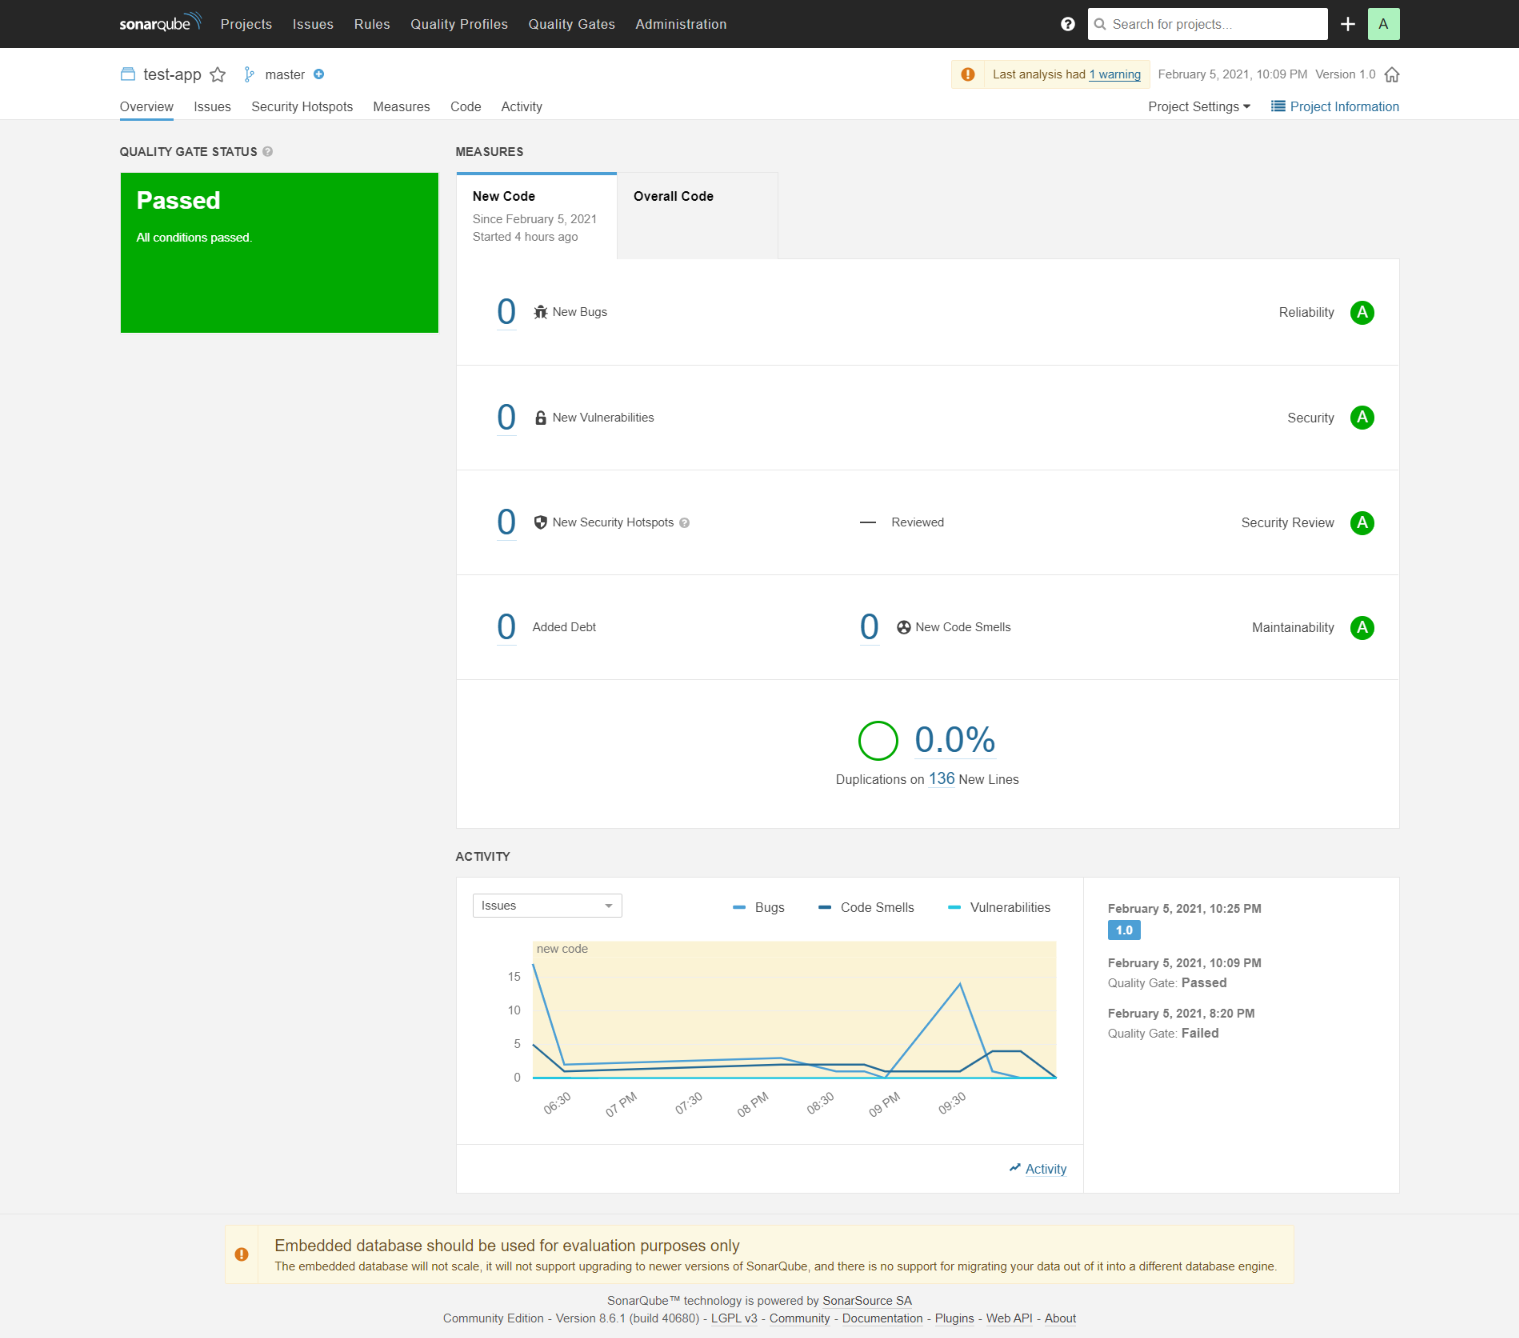 sonarqube Projects Issues Rules Quality Profiles Quality Gates Administration ? Search for projects... + A
test-app master Last analysis had 1 warning February 5, 2021, 10:09 PM Version 1.0
Overview Issues Security Hotspots Measures Code Activity Project Settings Project Information
QUALITY GATE STATUS ?
Passed
All conditions passed.
MEASURES
New Code
Since February 5, 2021
Started 4 hours ago
Overall Code
0 New Bugs Reliability A
0 New Vulnerabilities Security A
0 New Security Hotspots ? — Reviewed Security Review A
0 Added Debt 0 New Code Smells Maintainability A
0.0%
Duplications on 136 New Lines
ACTIVITY
Issues Bugs Code Smells Vulnerabilities
new code
15
10
5
0
06:30 07 PM 07:30 08 PM 08:30 09 PM 09:30
Activity
February 5, 2021, 10:25 PM
1.0
February 5, 2021, 10:09 PM
Quality Gate: Passed
February 5, 2021, 8:20 PM
Quality Gate: Failed
Embedded database should be used for evaluation purposes only
The embedded database will not scale, it will not support upgrading to newer versions of SonarQube, and there is no support for migrating your data out of it into a different database engine.
SonarQube™ technology is powered by SonarSource SA
Community Edition - Version 8.6.1 (build 40680) - LGPL v3 - Community - Documentation - Plugins - Web API - About